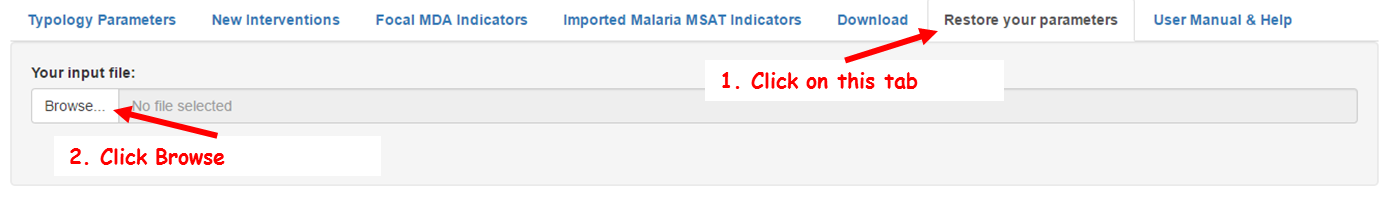 Typology Parameters New Interventions Focal MDA Indicators Imported Malaria MSAT Indicators Download Restore your parameters User Manual & Help
1. Click on this tab
Your input file:
Browse... No file selected
2. Click Browse